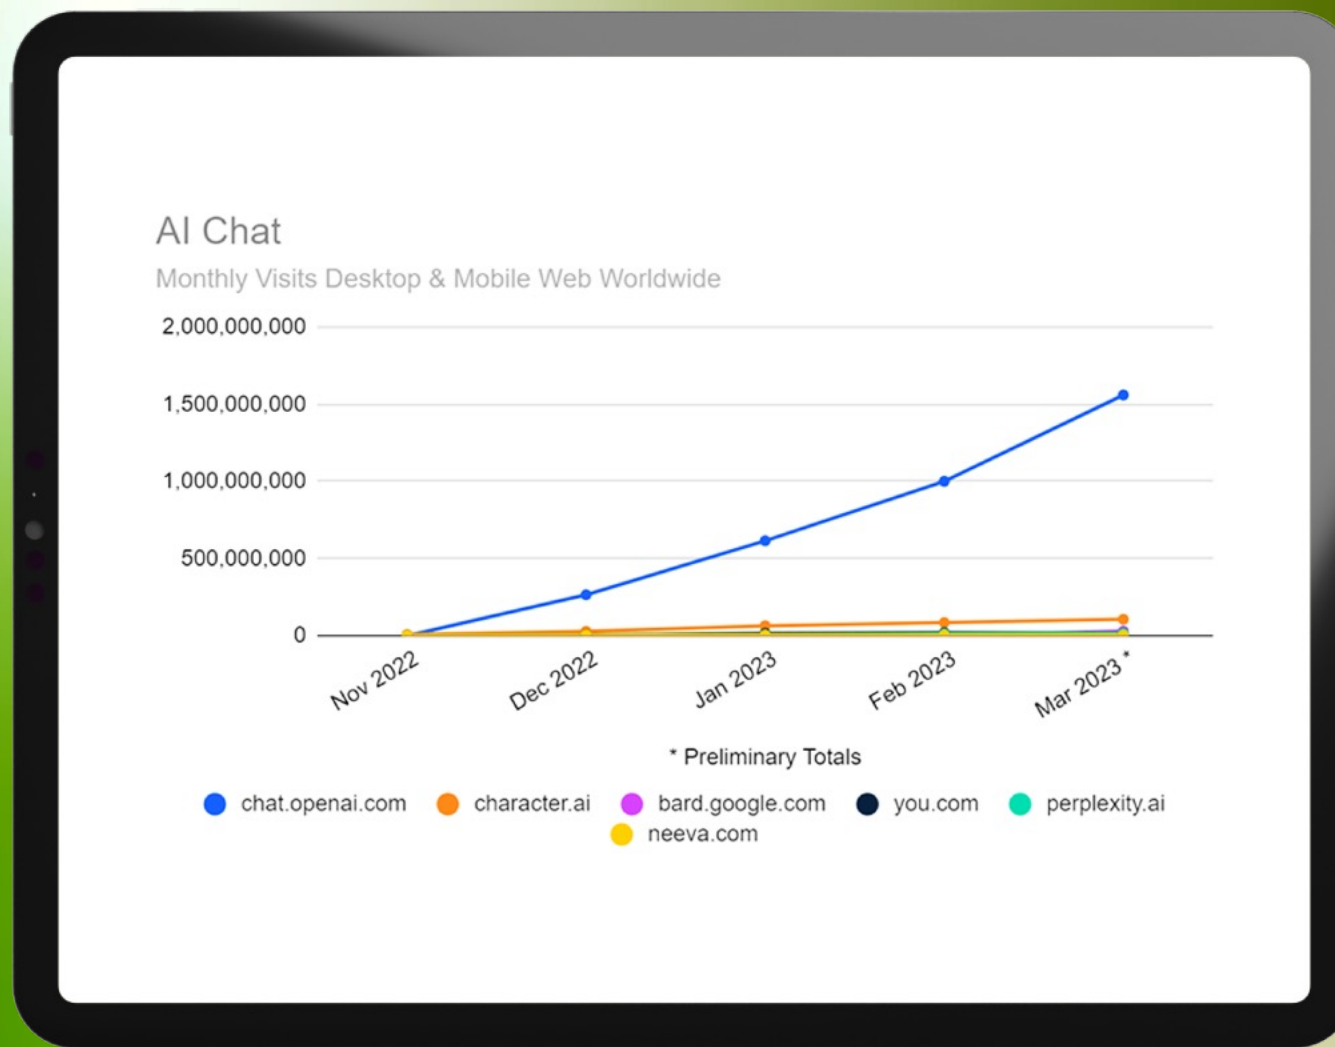 AI Chat
Monthly Visits Desktop & Mobile Web Worldwide
2,000,000,000
1,500,000,000
1,000,000,000
500,000,000
0
Nov 2022
Dec 2022
Jan 2023
Feb 2023
Mar 2023 *
* Preliminary Totals
chat.openai.com character.ai bard.google.com you.com perplexity.ai
neeva.com